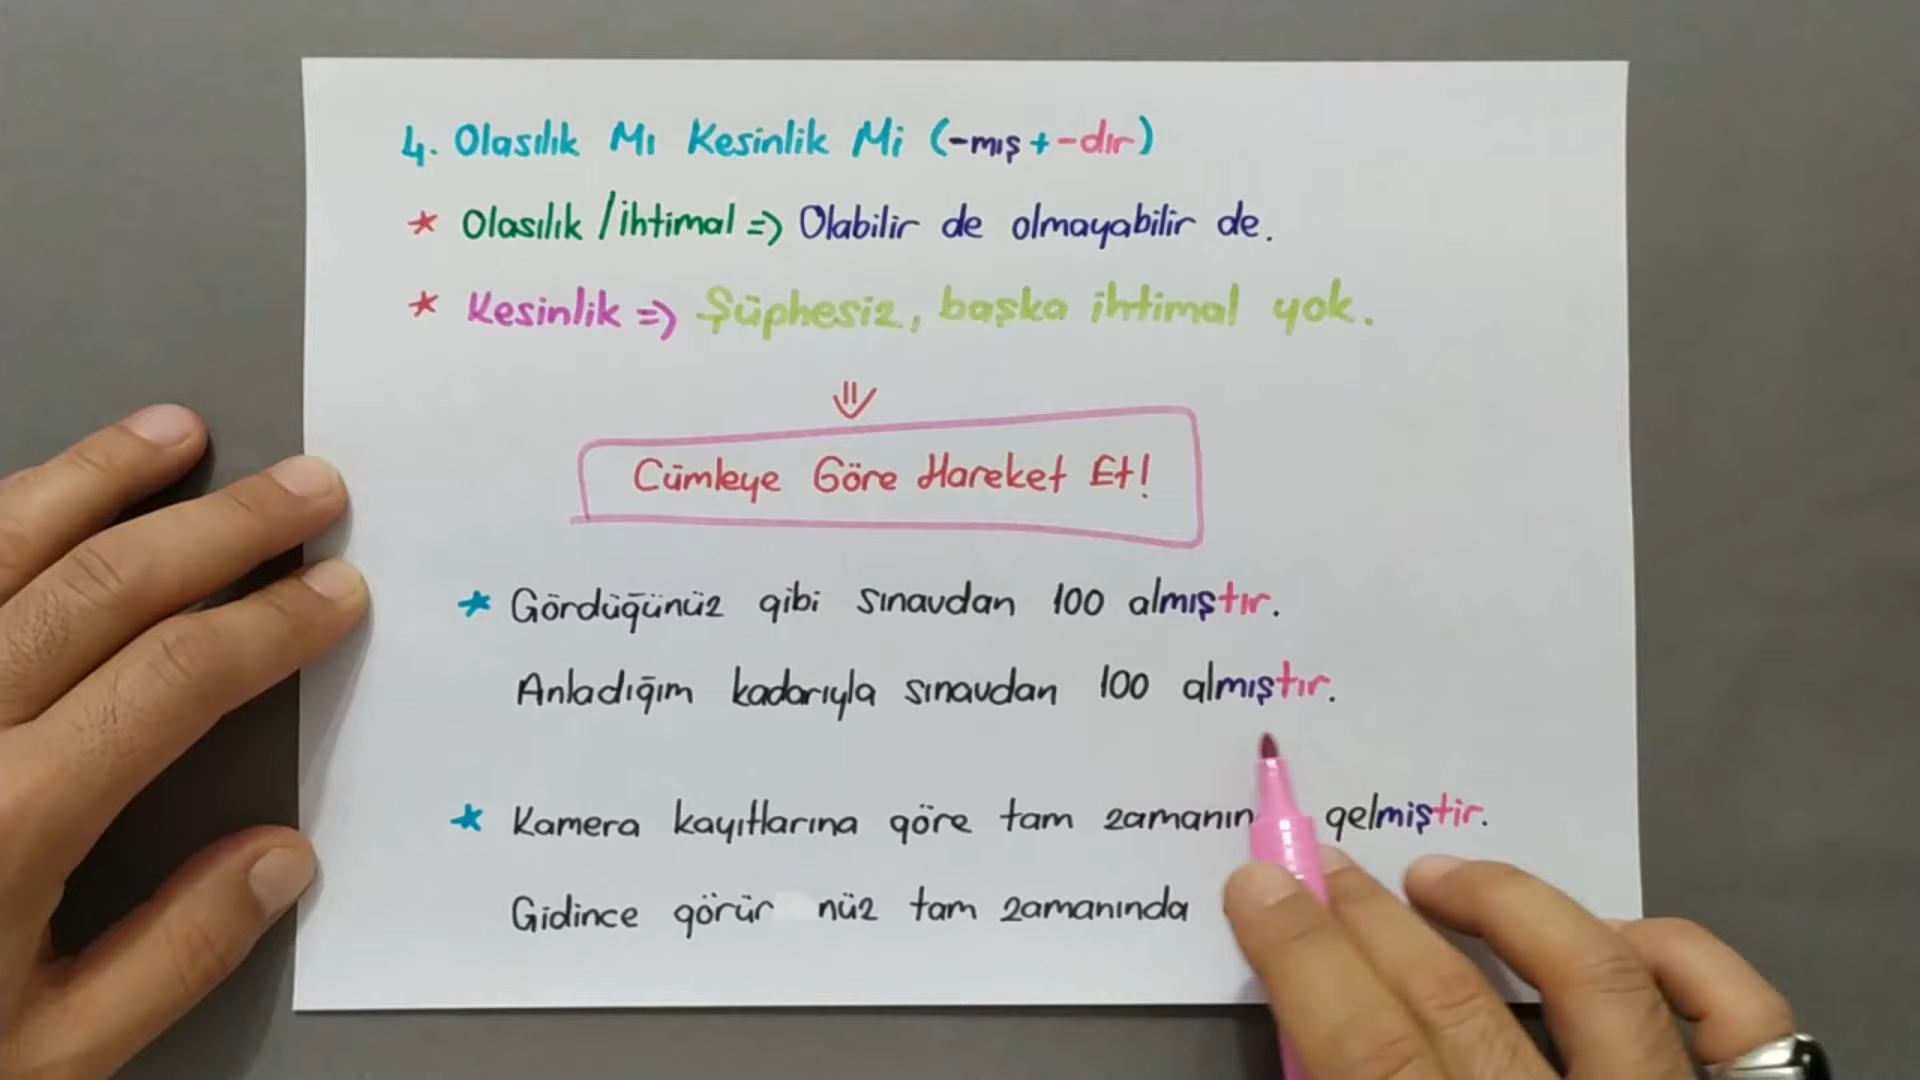 4. Olasılık Mı Kesinlik Mi (-mış + -dır)
* Olasılık / ihtimal => Olabilir de olmayabilir de.
* Kesinlik => Şüphesiz, başka ihtimal yok.
Cümleye Göre Hareket Et!
* Gördüğünüz gibi sınavdan 100 almıştır.
Anladığım kadarıyla sınavdan 100 almıştır.
* Kamera kayıtlarına göre tam zamanın gelmiştir.
Gidince görür nüz tam zamanında